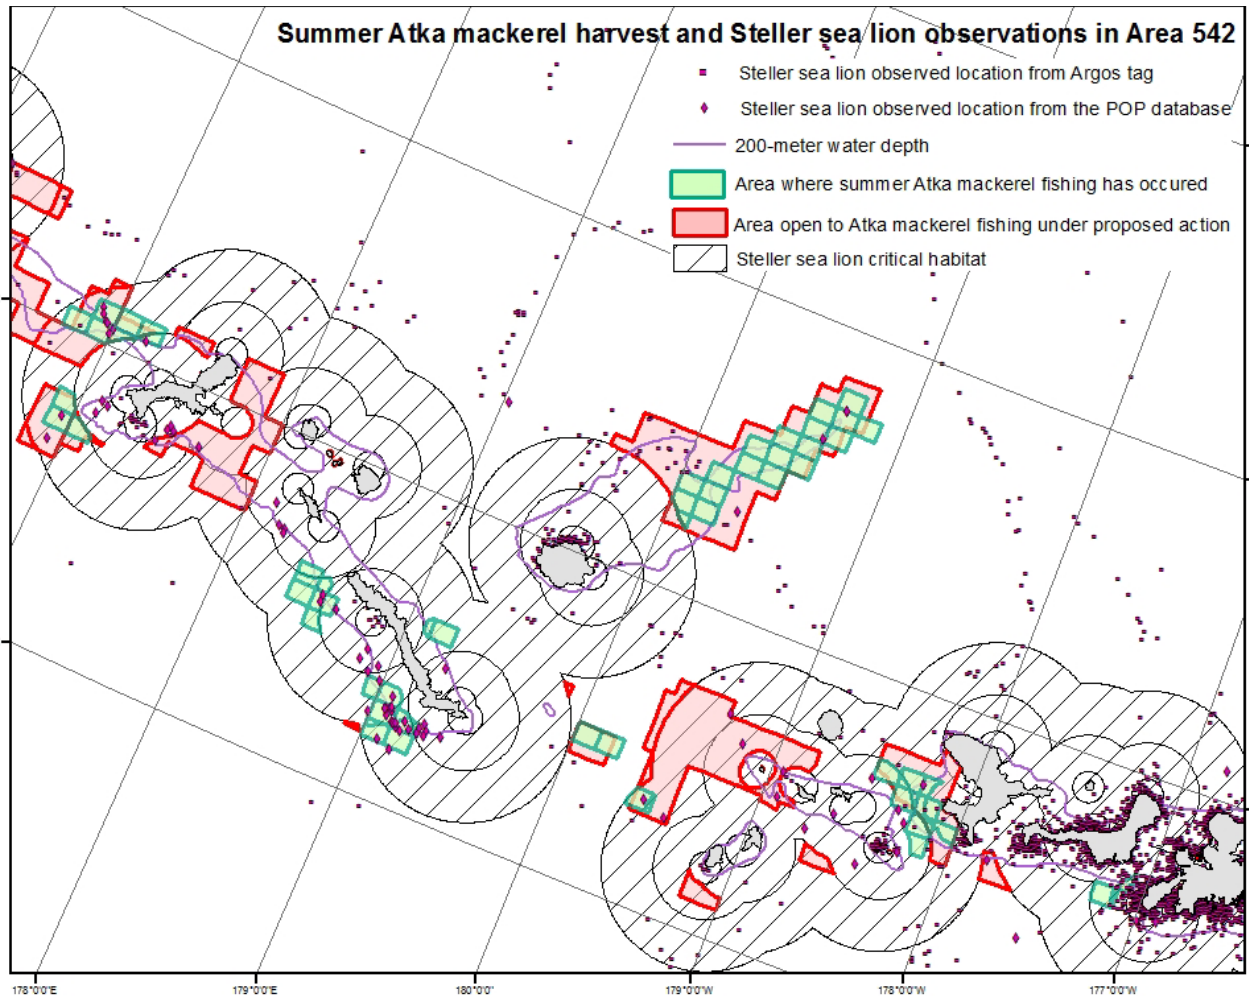 Summer Atka mackerel harvest and Steller sea lion observations in Area 542
Steller sea lion observed location from Argos tag
Steller sea lion observed location from the POP database
200-meter water depth
Area where summer Atka mackerel fishing has occured
Area open to Atka mackerel fishing under proposed action
Steller sea lion critical habitat
178°0'0"E 179°0'0"E 180°0'0" 179°0'0"W 178°0'0"W 177°0'0"W